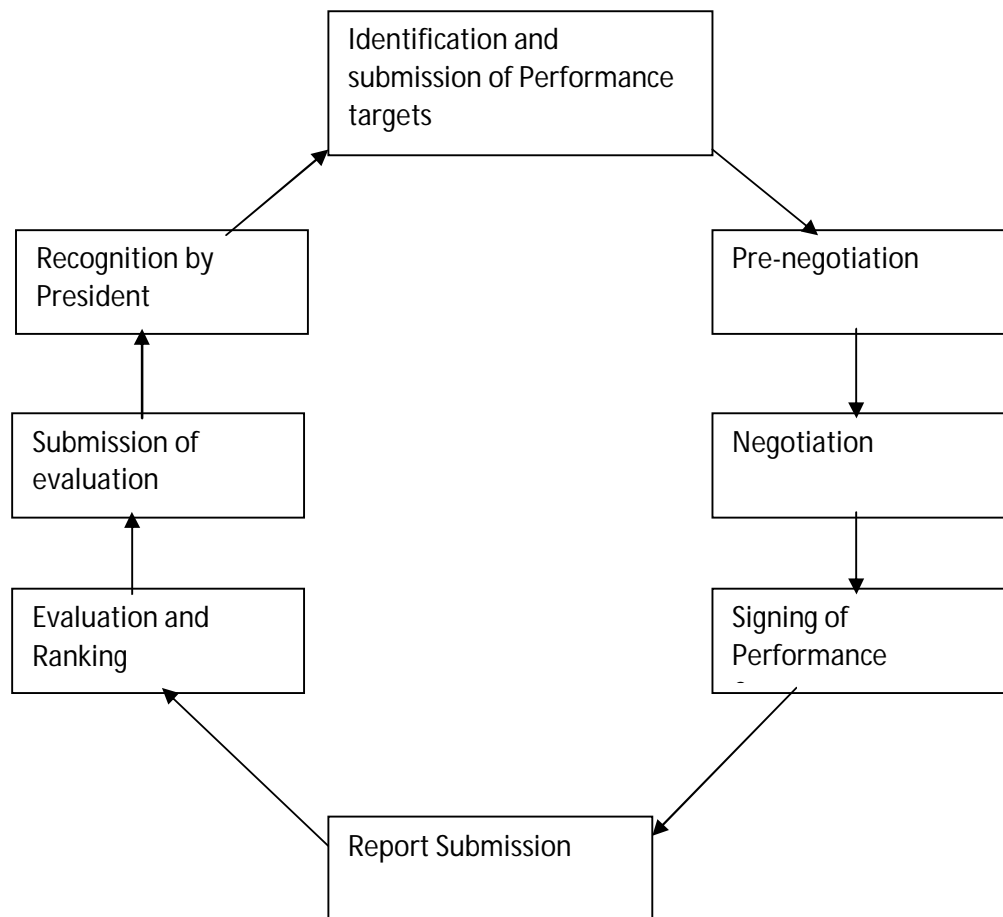 Identification and
submission of Performance
targets
Recognition by
President
Pre-negotiation
Submission of
evaluation
Negotiation
Evaluation and
Ranking
Signing of
Performance
Report Submission